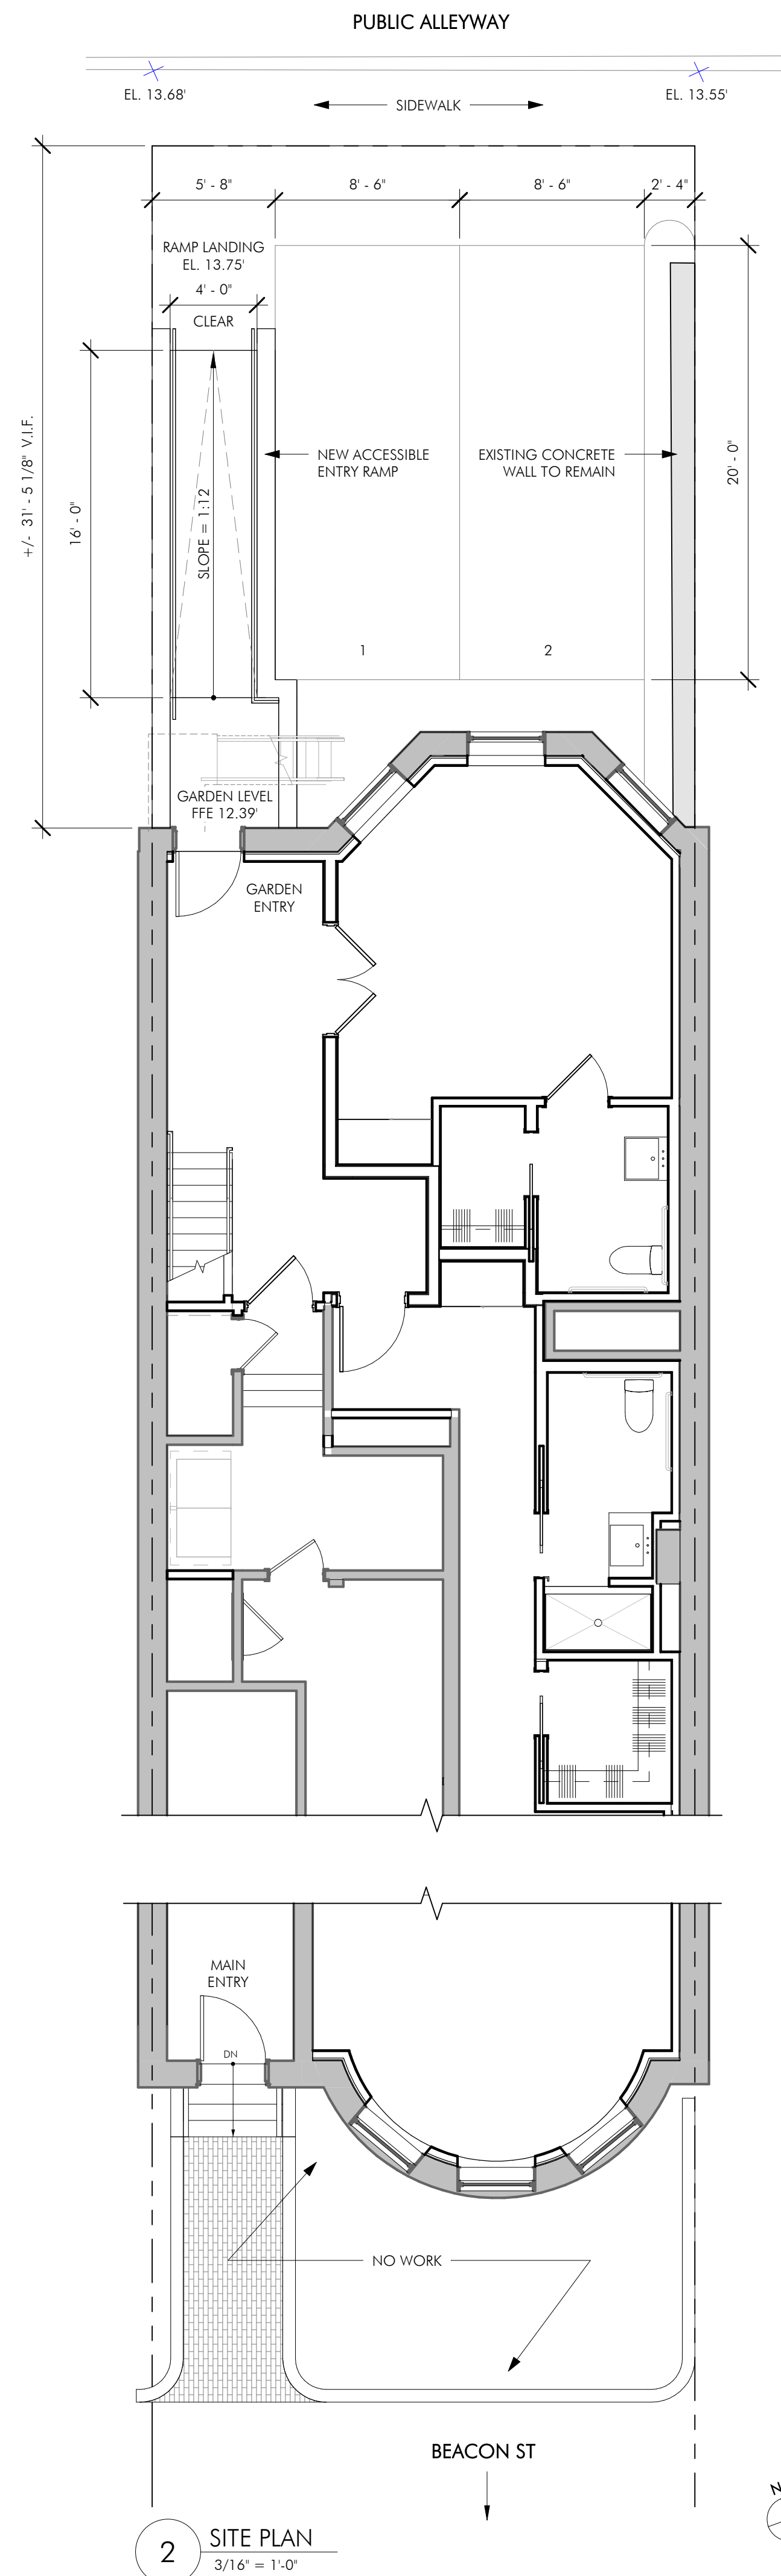 PUBLIC ALLEYWAY
EL. 13.68'
SIDEWALK
EL. 13.55'
5' - 8"
8' - 6"
8' - 6"
2' - 4"
RAMP LANDING
EL. 13.75'
4' - 0"
CLEAR
+/- 31' - 5 1/8" V.I.F.
16' - 0"
SLOPE = 1:12
NEW ACCESSIBLE
ENTRY RAMP
EXISTING CONCRETE
WALL TO REMAIN
20' - 0"
1
2
GARDEN LEVEL
FFE 12.39'
GARDEN
ENTRY
MAIN
ENTRY
DN
NO WORK
BEACON ST
N
2
SITE PLAN
3/16" = 1'-0"